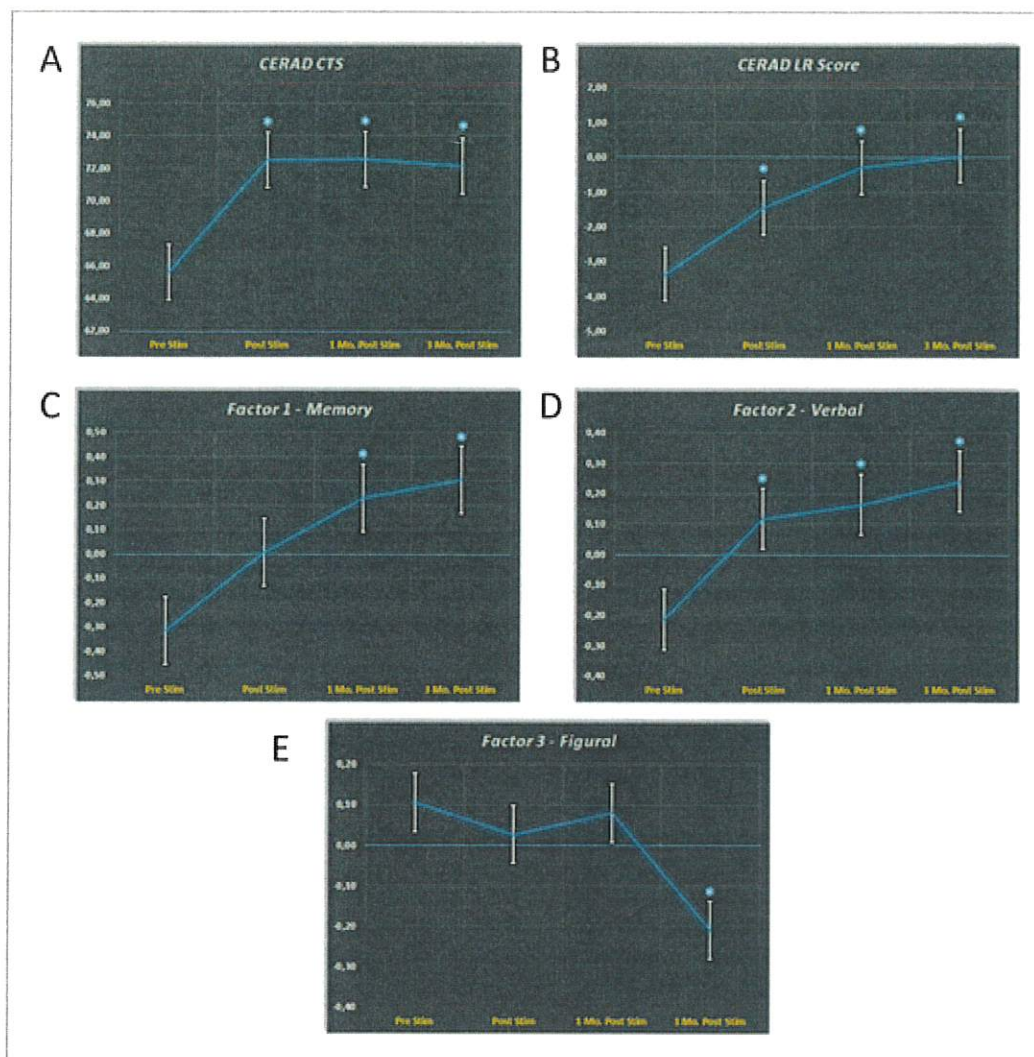 A
CERAD CTS
76,00
74,00
72,00
70,00
68,00
66,00
64,00
62,00
Pre Stim Post Stim 1 Mo. Post Stim 3 Mo. Post Stim
B
CERAD LR Score
2,00
1,00
0,00
-1,00
-2,00
-3,00
-4,00
-5,00
Pre Stim Post Stim 1 Mo. Post Stim 3 Mo. Post Stim
C
Factor 1 - Memory
0,50
0,40
0,30
0,20
0,10
0,00
-0,10
-0,20
-0,30
-0,40
-0,50
Pre Stim Post Stim 1 Mo. Post Stim 3 Mo. Post Stim
D
Factor 2 - Verbal
0,40
0,30
0,20
0,10
0,00
-0,10
-0,20
-0,30
-0,40
Pre Stim Post Stim 1 Mo. Post Stim 3 Mo. Post Stim
E
Factor 3 - Figural
0,20
0,10
0,00
-0,10
-0,20
-0,30
-0,40
Pre Stim Post Stim 1 Mo. Post Stim 3 Mo. Post Stim